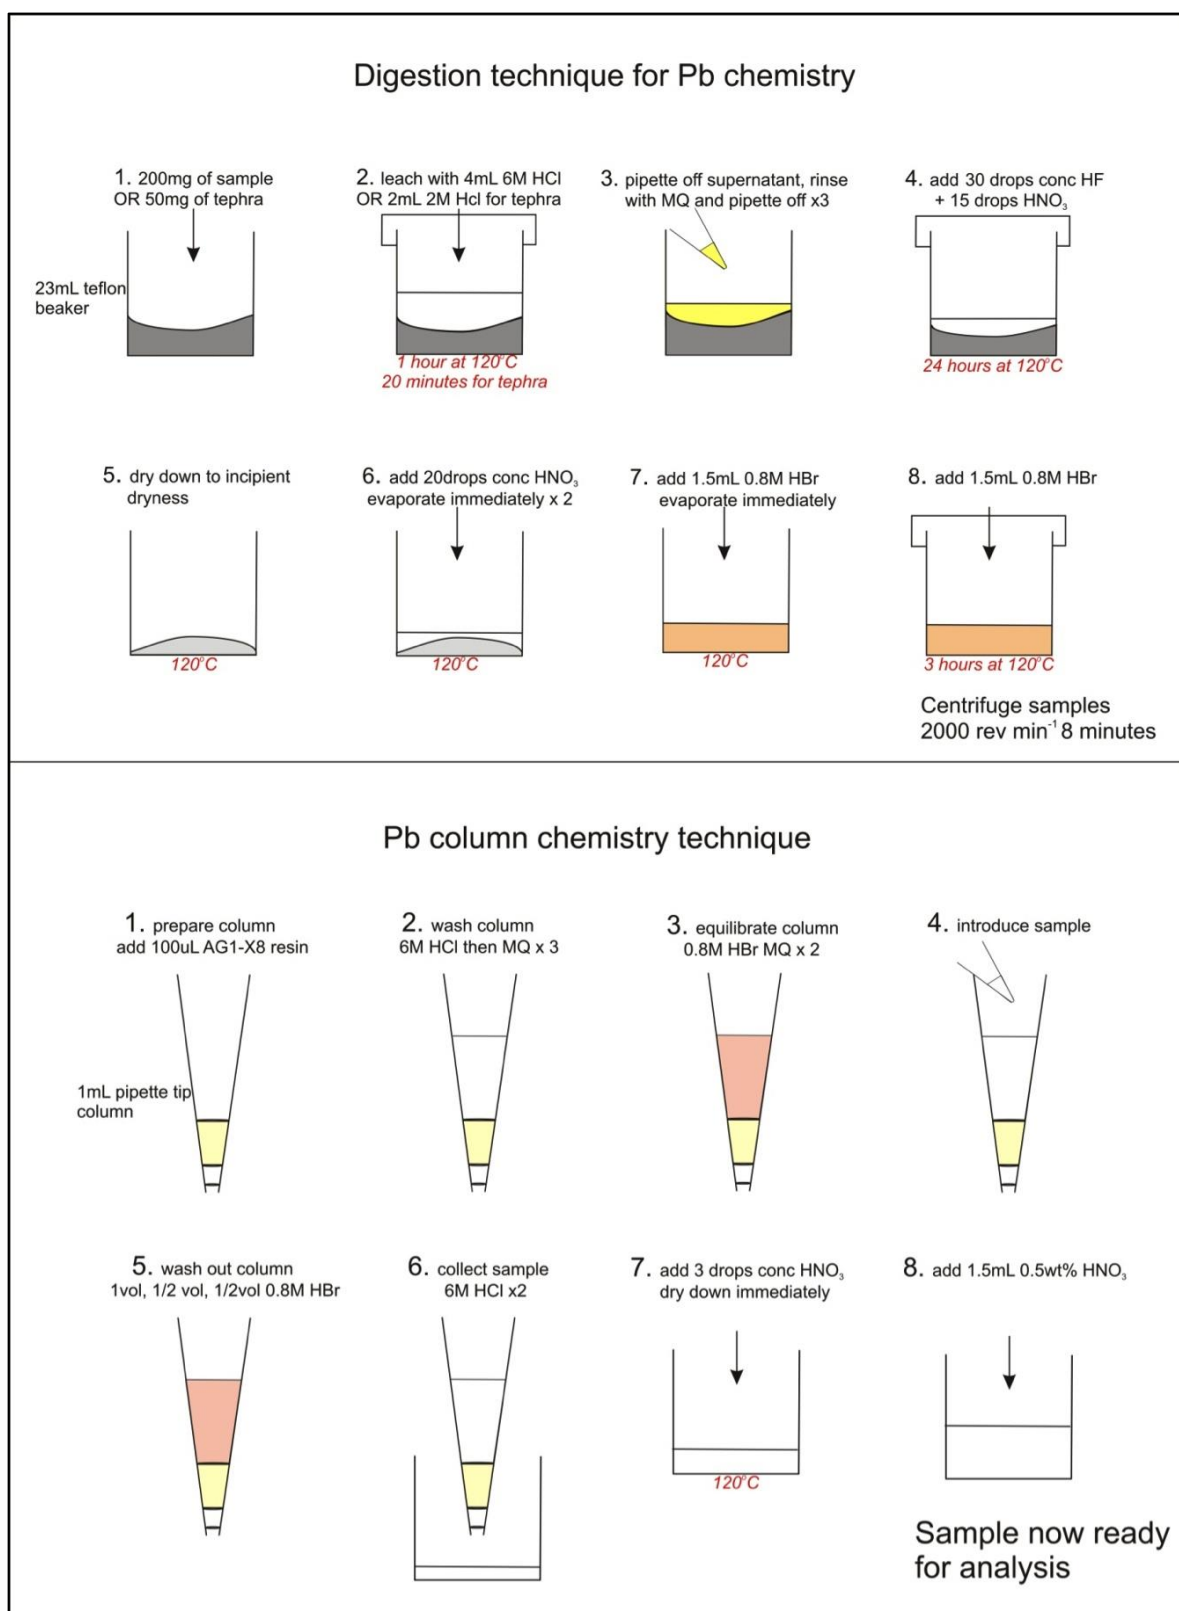 Digestion technique for Pb chemistry
1. 200mg of sample
OR 50mg of tephra
23mL teflon
beaker
2. leach with 4mL 6M HCl
OR 2mL 2M Hcl for tephra
1 hour at 120°C
20 minutes for tephra
3. pipette off supernatant, rinse
with MQ and pipette off x3
4. add 30 drops conc HF
+ 15 drops HNO₃
24 hours at 120°C
5. dry down to incipient
dryness
120°C
6. add 20drops conc HNO₃
evaporate immediately x 2
120°C
7. add 1.5mL 0.8M HBr
evaporate immediately
120°C
8. add 1.5mL 0.8M HBr
3 hours at 120°C
Centrifuge samples
2000 rev min⁻¹ 8 minutes
Pb column chemistry technique
1. prepare column
add 100uL AG1-X8 resin
1mL pipette tip
column
2. wash column
6M HCl then MQ x 3
3. equilibrate column
0.8M HBr MQ x 2
4. introduce sample
5. wash out column
1vol, 1/2 vol, 1/2vol 0.8M HBr
6. collect sample
6M HCl x2
7. add 3 drops conc HNO₃
dry down immediately
120°C
8. add 1.5mL 0.5wt% HNO₃
Sample now ready
for analysis